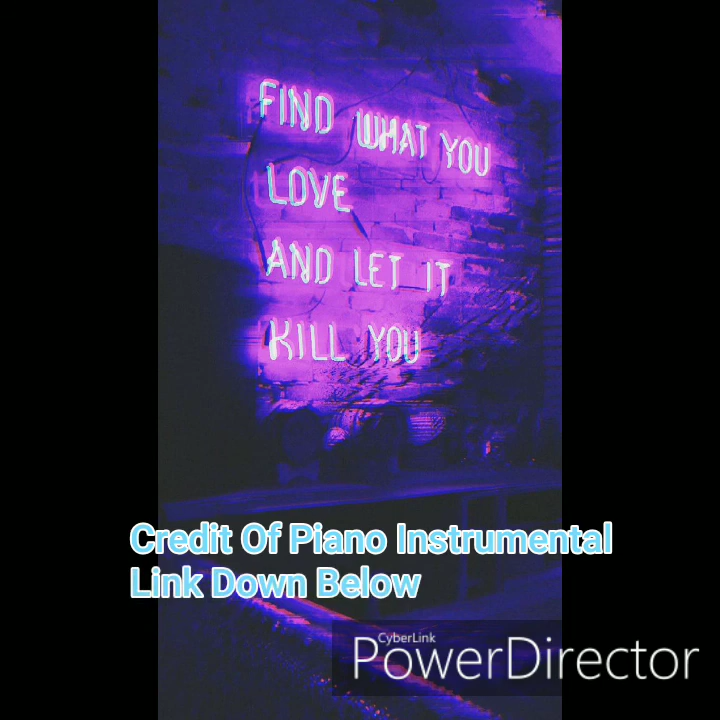 FIND WHAT YOU
LOVE
AND LET IT
KILL YOU
Credit Of Piano Instrumental
Link Down Below
CyberLink
PowerDirector